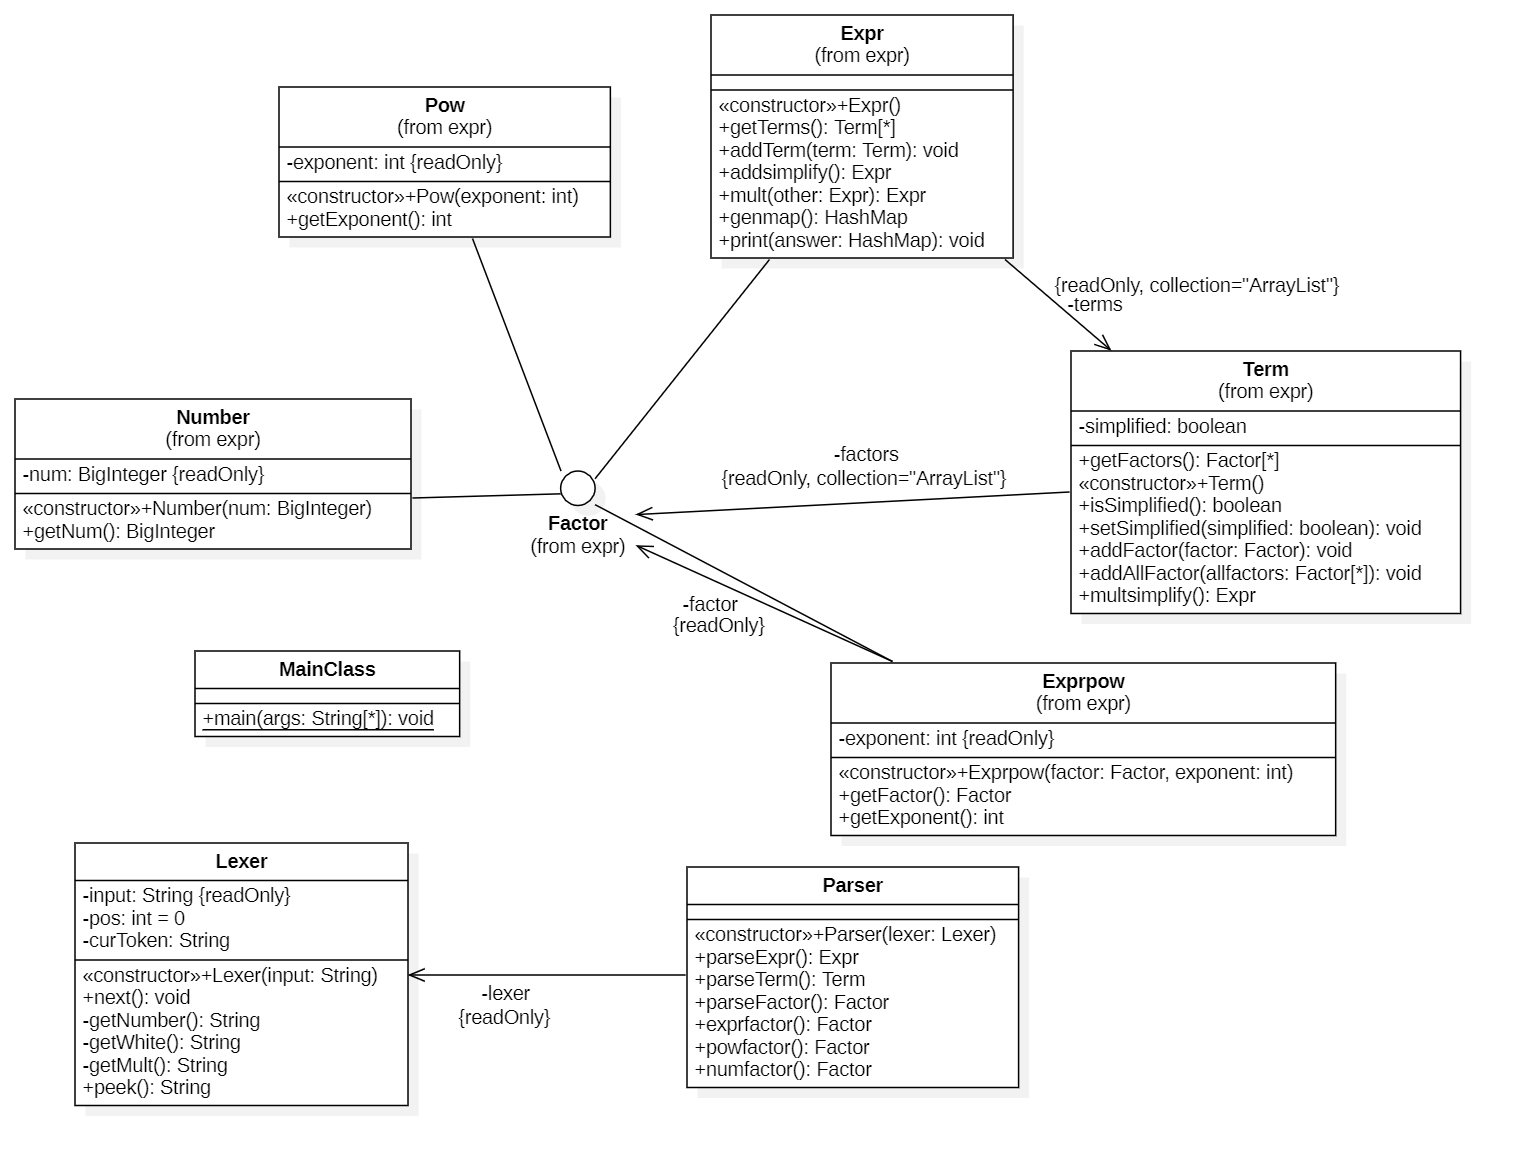 Expr
(from expr)
«constructor»+Expr()
+getTerms(): Term[*]
+addTerm(term: Term): void
+addsimplify(): Expr
+mult(other: Expr): Expr
+genmap(): HashMap
+print(answer: HashMap): void
Pow
(from expr)
-exponent: int {readOnly}
«constructor»+Pow(exponent: int)
+getExponent(): int
{readOnly, collection="ArrayList"}
-terms
Term
(from expr)
-simplified: boolean
+getFactors(): Factor[*]
«constructor»+Term()
+isSimplified(): boolean
+setSimplified(simplified: boolean): void
+addFactor(factor: Factor): void
+addAllFactor(allfactors: Factor[*]): void
+multsimplify(): Expr
Number
(from expr)
-num: BigInteger {readOnly}
«constructor»+Number(num: BigInteger)
+getNum(): BigInteger
-factors
{readOnly, collection="ArrayList"}
Factor
(from expr)
-factor
{readOnly}
MainClass
+main(args: String[*]): void
Exprpow
(from expr)
-exponent: int {readOnly}
«constructor»+Exprpow(factor: Factor, exponent: int)
+getFactor(): Factor
+getExponent(): int
Lexer
-input: String {readOnly}
-pos: int = 0
-curToken: String
«constructor»+Lexer(input: String)
+next(): void
-getNumber(): String
-getWhite(): String
-getMult(): String
+peek(): String
-lexer
{readOnly}
Parser
«constructor»+Parser(lexer: Lexer)
+parseExpr(): Expr
+parseTerm(): Term
+parseFactor(): Factor
+exprfactor(): Factor
+powfactor(): Factor
+numfactor(): Factor